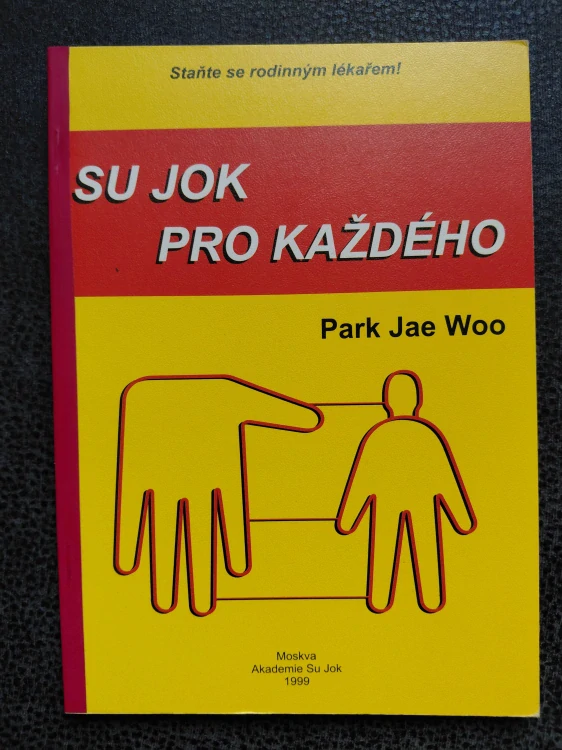 Staňte se rodinným lékařem!
SU JOK
PRO KAŽDÉHO
Park Jae Woo
Moskva
Akademie Su Jok
1999